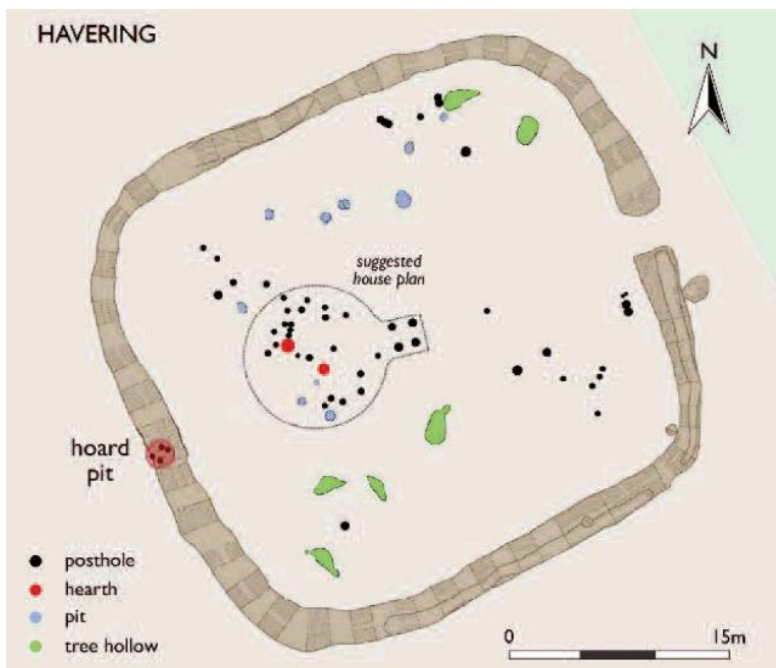 HAVERING
N
suggested
house plan
hoard
pit
posthole
hearth
pit
tree hollow
0 15m